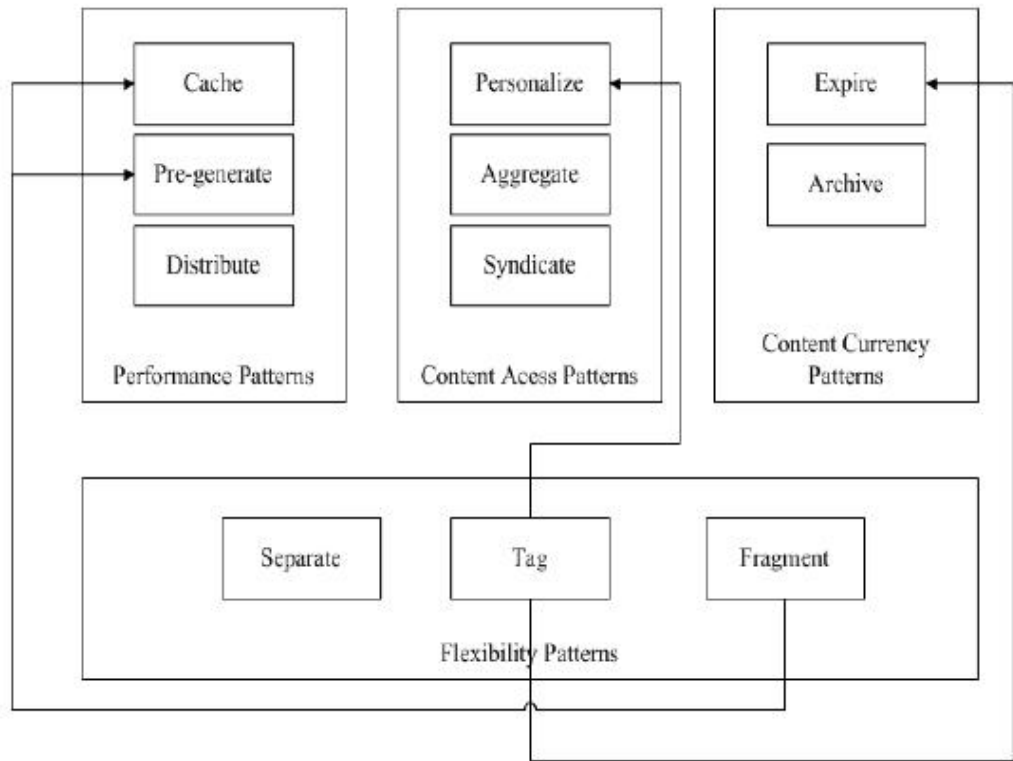 Cache
Pre-generate
Distribute
Performance Patterns
Personalize
Aggregate
Syndicate
Content Acess Patterns
Expire
Archive
Content Currency
Patterns
Separate
Tag
Fragment
Flexibility Patterns